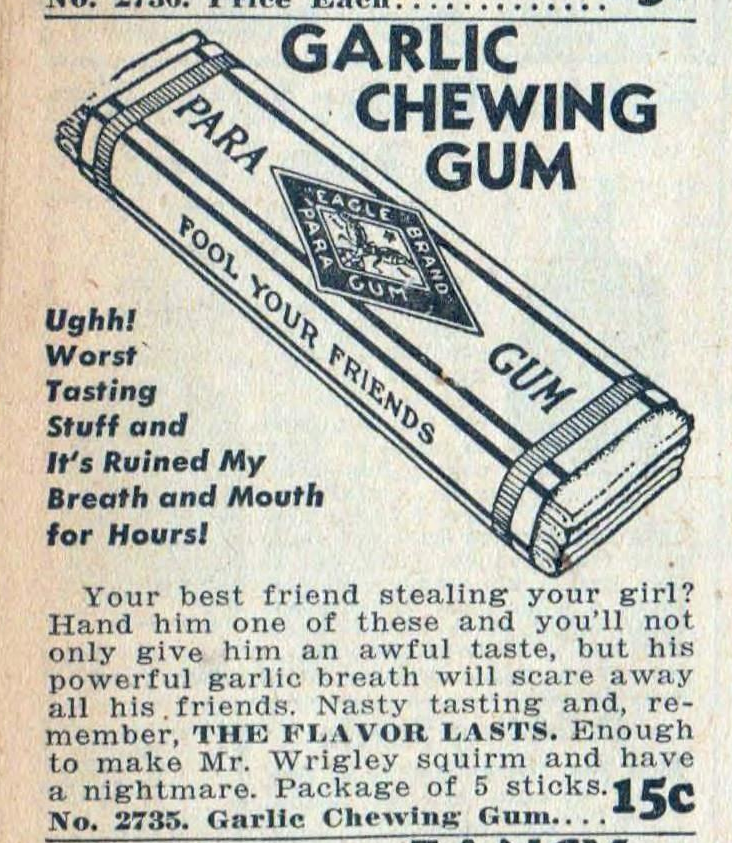 No. 2736. Price Each..............
GARLIC
CHEWING
GUM
PARA
"EAGLE BRAND"
PARA
GUM
GUM
FOOL YOUR FRIENDS
Ughh!
Worst
Tasting
Stuff and
It's Ruined My
Breath and Mouth
for Hours!
Your best friend stealing your girl?
Hand him one of these and you'll not
only give him an awful taste, but his
powerful garlic breath will scare away
all his friends. Nasty tasting and, re-
member, THE FLAVOR LASTS. Enough
to make Mr. Wrigley squirm and have
a nightmare. Package of 5 sticks.
No. 2735. Garlic Chewing Gum.... 15c